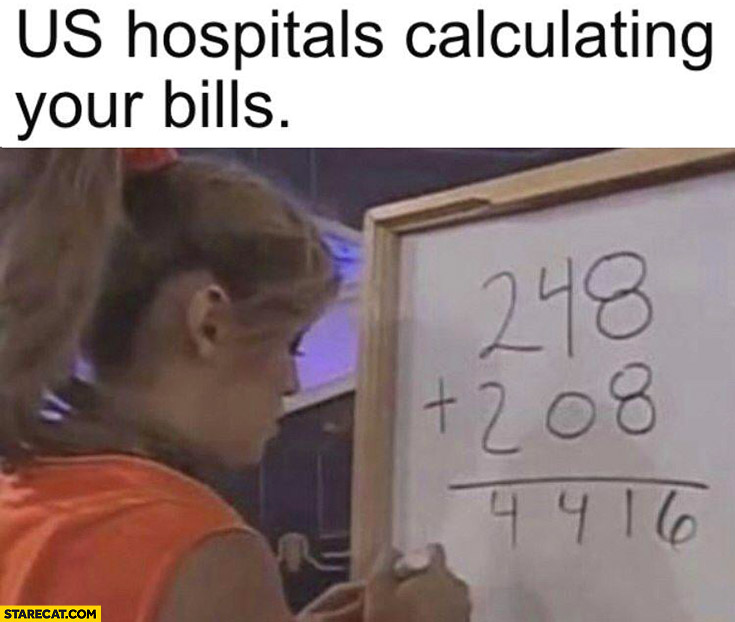 US hospitals calculating
your bills.
248
+208
4416
STARECAT.COM